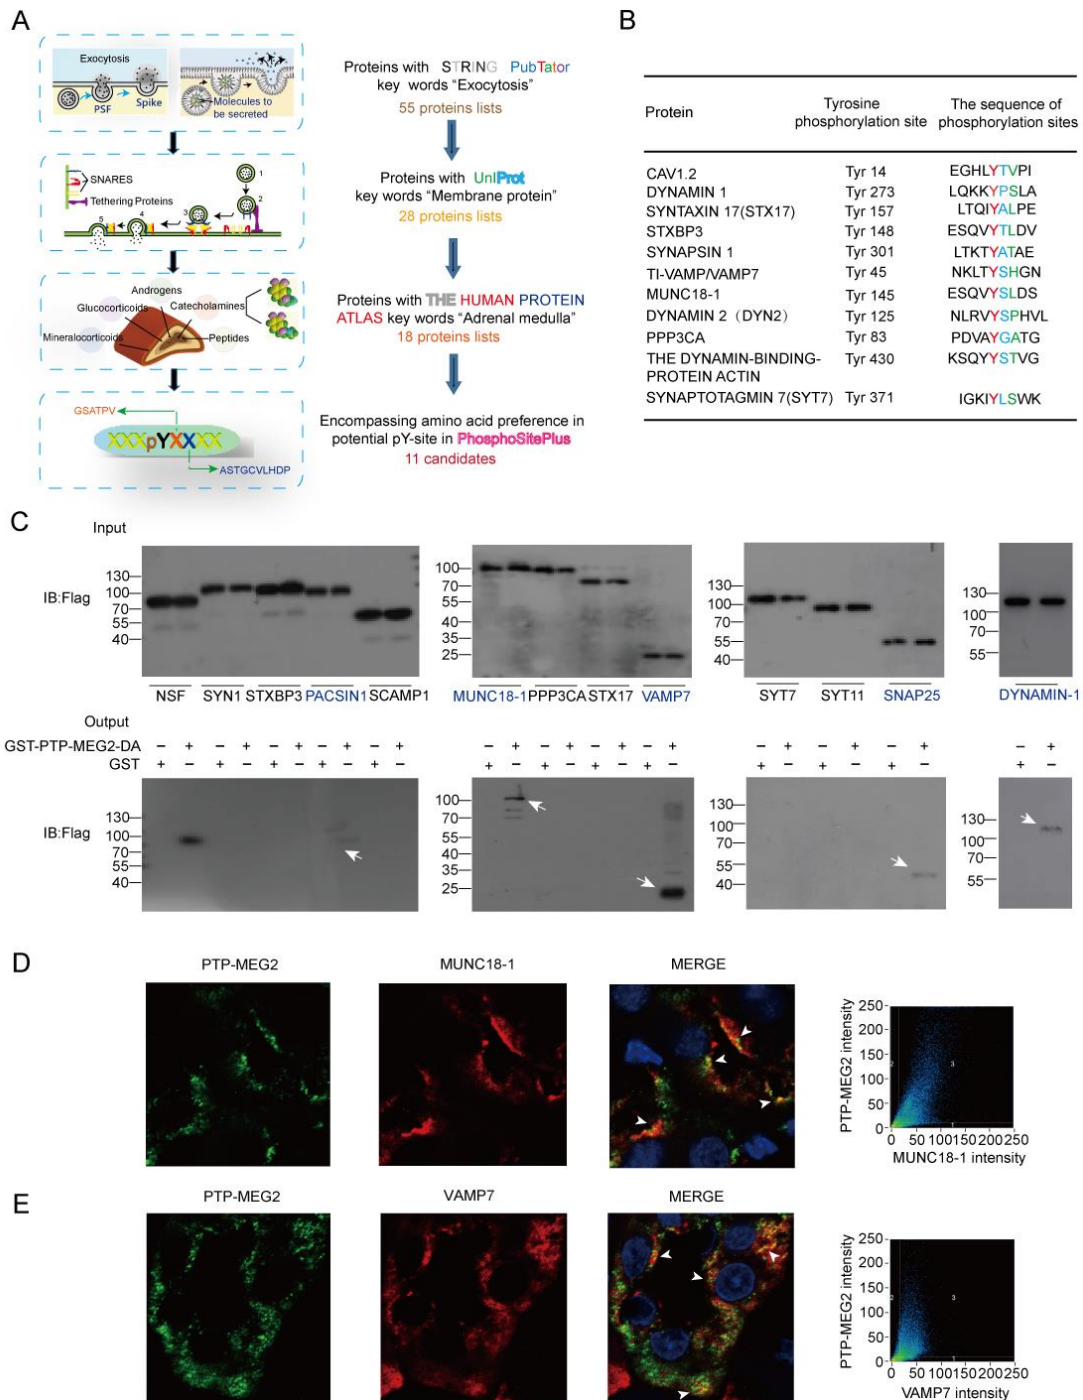 A
Exocytosis
PSF
Spike
Molecules to
be secreted
SNARES
Tethering Proteins
1
2
3
4
5
Androgens
Glucocorticoids
Catecholamines
Mineralocorticoids
Peptides
GSATPV
XXXXpYXXXXX
ASTGCVLHDP
Proteins with STRING PubTator
key words "Exocytosis"
55 proteins lists
Proteins with UniProt
key words "Membrane protein"
28 proteins lists
Proteins with THE HUMAN PROTEIN
ATLAS key words "Adrenal medulla"
18 proteins lists
Encompassing amino acid preference in
potential pY-site in PhosphoSitePlus
11 candidates
B
Protein Tyrosine phosphorylation site The sequence of phosphorylation sites
CAV1.2 Tyr 14 EGHLYTVPI
DYNAMIN 1 Tyr 273 LQKKYPSLA
SYNTAXIN 17(STX17) Tyr 157 LTQIYALPE
STXBP3 Tyr 148 ESQVYTLDV
SYNAPSIN 1 Tyr 301 LTKTYATAE
TI-VAMP/VAMP7 Tyr 45 NKLTYSHGN
MUNC18-1 Tyr 145 ESQVYSLDS
DYNAMIN 2 (DYN2) Tyr 125 NLRVYSPHVL
PPP3CA Tyr 83 PDVAYGATG
THE DYNAMIN-BINDING- Tyr 430 KSQYYSTVG
PROTEIN ACTIN
SYNAPTOTAGMIN 7(SYT7) Tyr 371 IGKIYLSWK
C
Input
IB:Flag
130
100
70
55
40
100
70
55
40
25
130
100
70
55
40
130
100
70
55
NSF SYN1 STXBP3 PACSIN1 SCAMP1
MUNC18-1 PPP3CA STX17 VAMP7
SYT7 SYT11 SNAP25
DYNAMIN-1
Output
GST-PTP-MEG2-DA – + – + – + – + – + – + – + – + – + – + – + – + – +
GST + – + – + – + – + – + – + – + – + – + – + – + – + –
IB:Flag
130
100
70
55
40
100
70
55
40
35
25
130
100
70
55
40
130
100
70
55
D
PTP-MEG2 MUNC18-1 MERGE
PTP-MEG2 intensity
250
200
150
100
50
0
2
3
1
0 50 100 150 200 250
MUNC18-1 intensity
E
PTP-MEG2 VAMP7 MERGE
PTP-MEG2 intensity
250
200
150
100
50
0
2
3
1
0 50 100 150 200 250
VAMP7 intensity